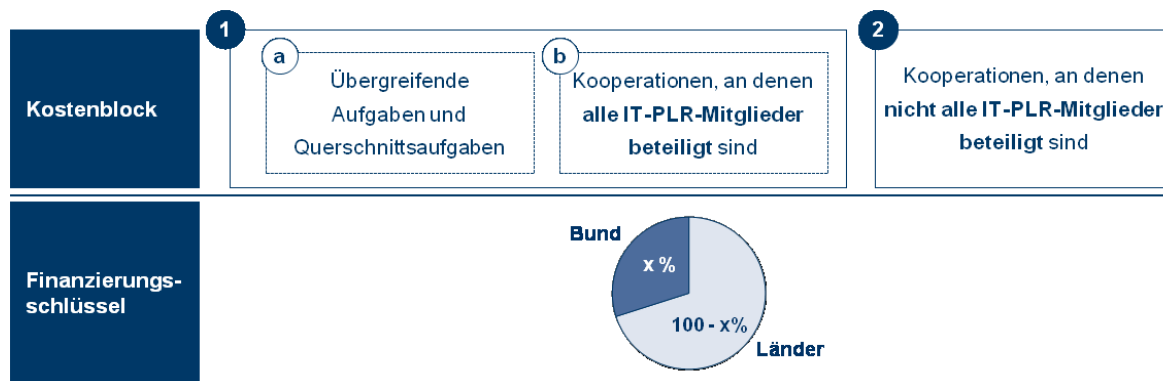 Kostenblock
1
a
Übergreifende
Aufgaben und
Querschnittsaufgaben
b
Kooperationen, an denen
alle IT-PLR-Mitglieder
beteiligt sind
2
Kooperationen, an denen
nicht alle IT-PLR-Mitglieder
beteiligt sind
Finanzierungs-
schlüssel
Bund
x %
100 - x%
Länder